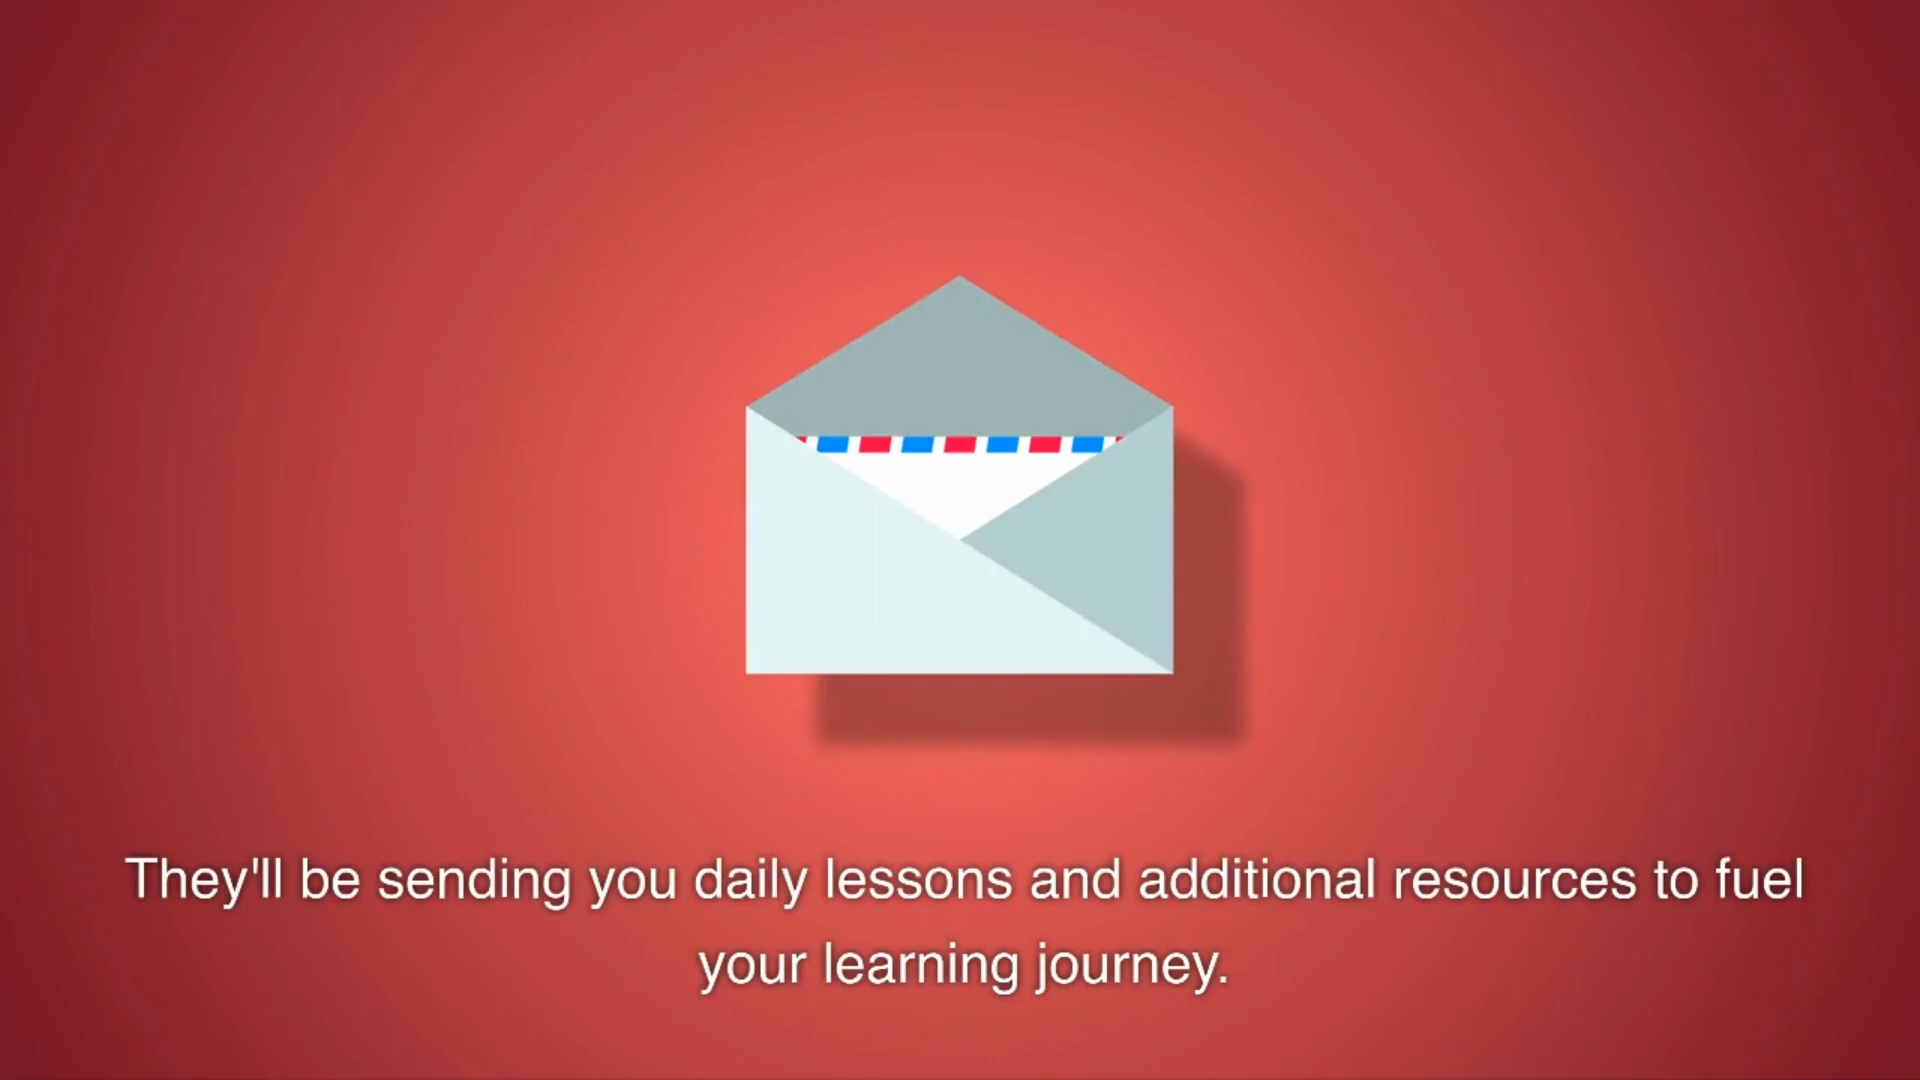 They'll be sending you daily lessons and additional resources to fuel
your learning journey.